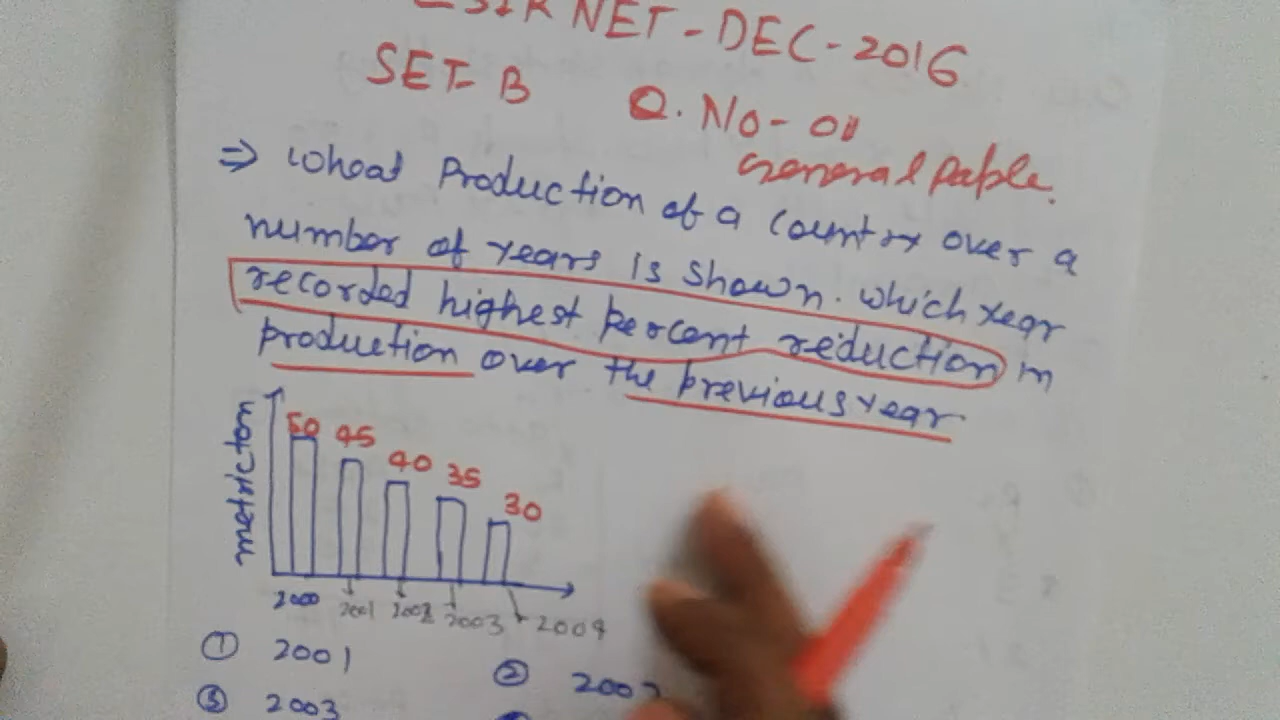 CSIR NET - DEC - 2016
SET- B Q. No - 01
General
⇒ Wheat Production of a Country over a
number of years is shown. which year
recorded highest percent reduction in
production over the previous year.
metric ton
50 45 40 35 30
2000 2001 2002 2003 2004
① 2001 ② 2002
③ 2003